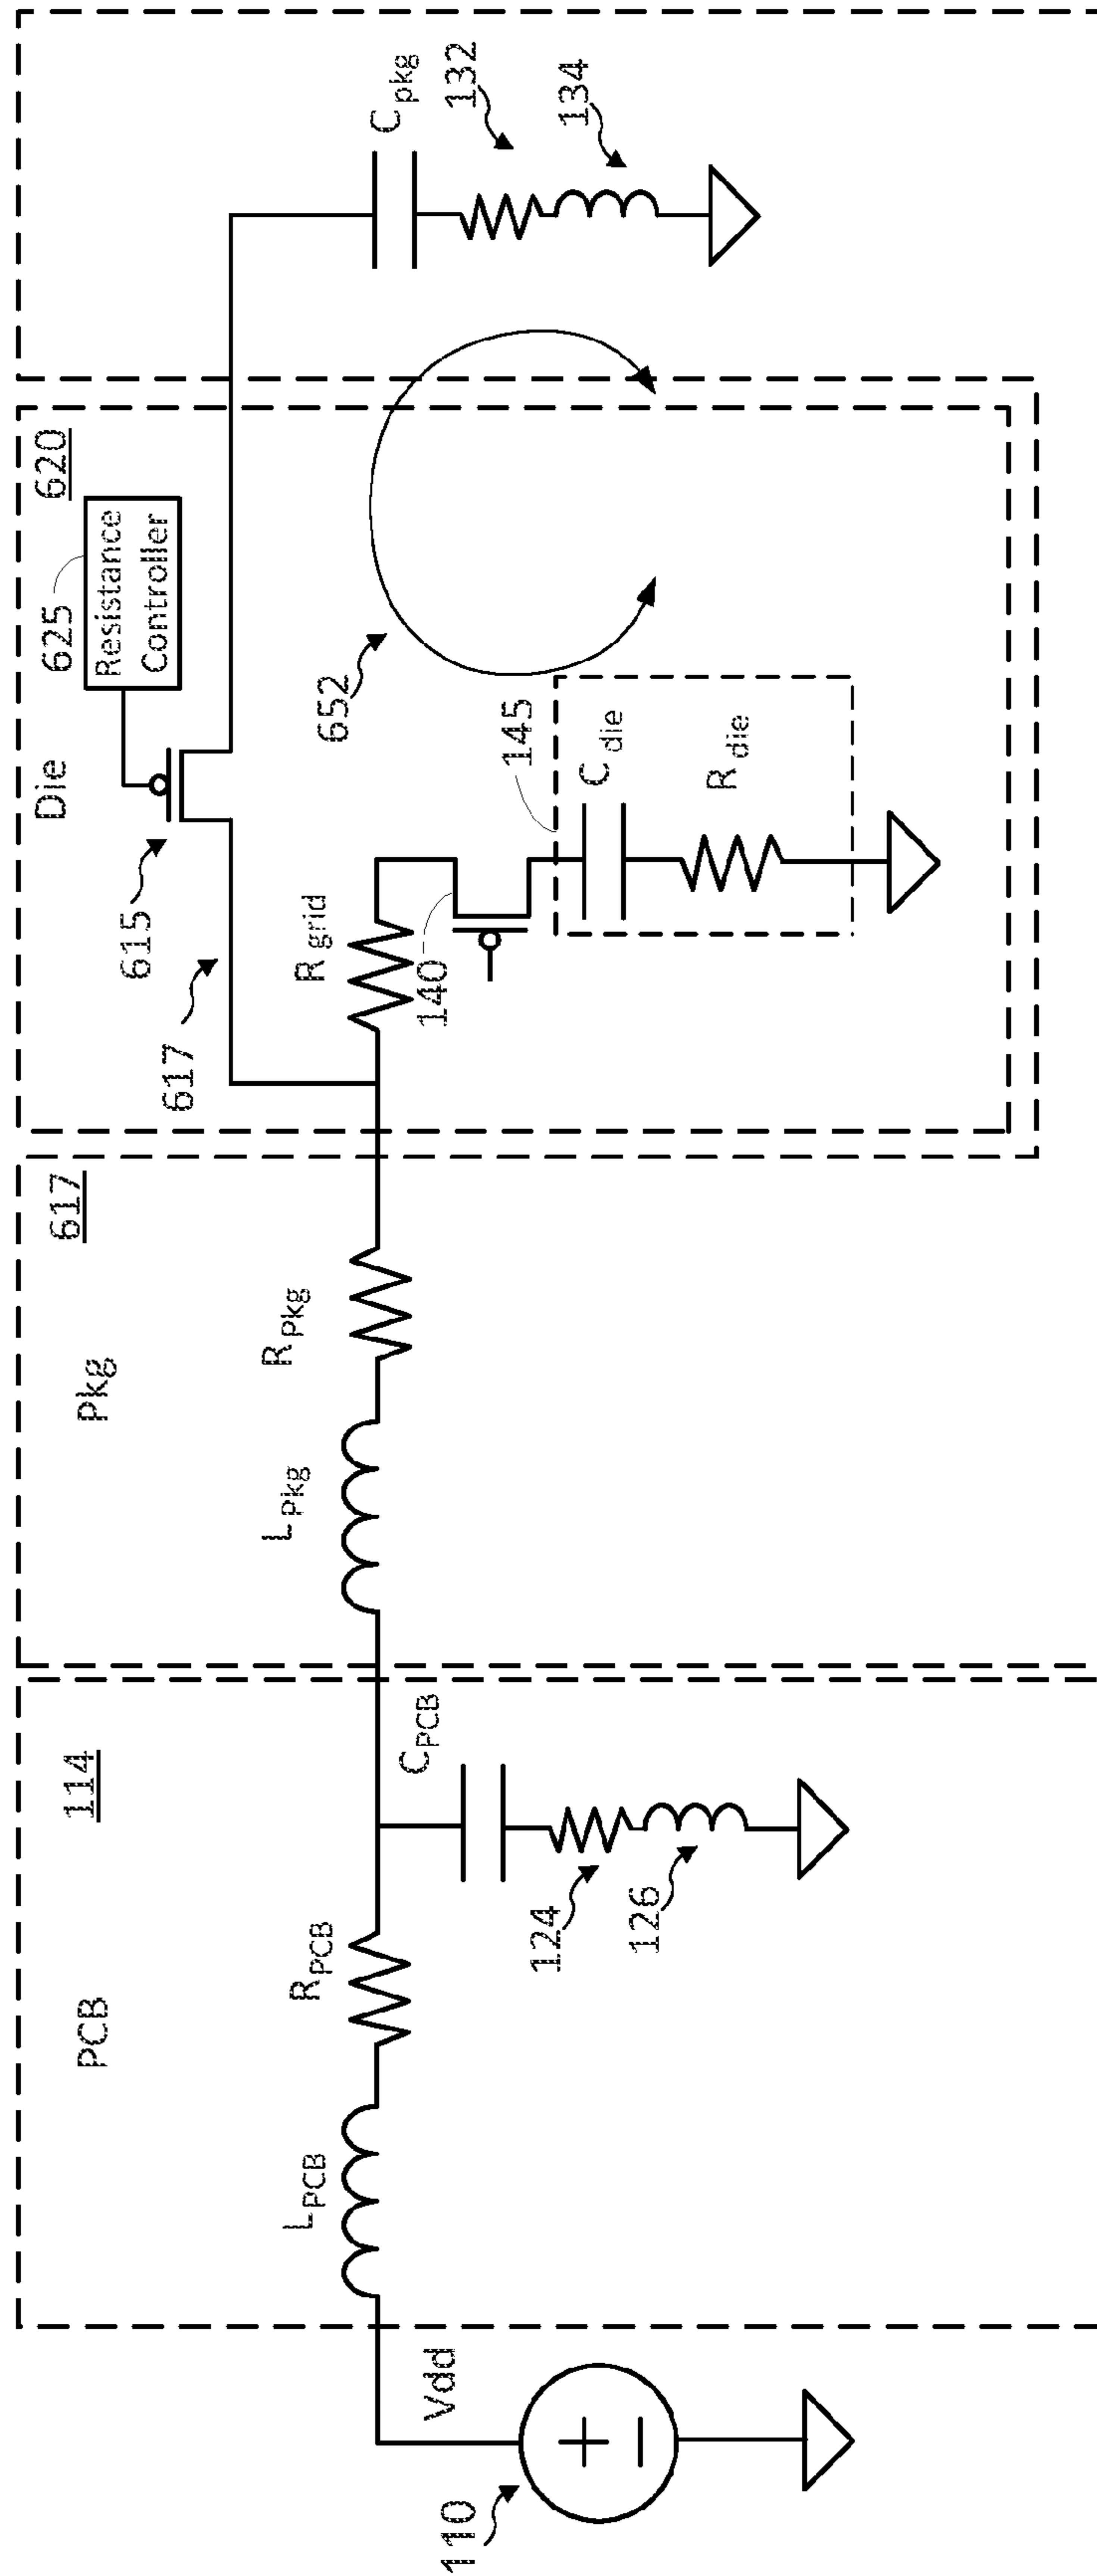 110
Vdd
PCB
114
L PCB
R PCB
C PCB
124
126
Pkg
617
L Pkg
R Pkg
Die
620
625
Resistance
Controller
615
617
R grid
140
145
C die
R die
652
C pkg
132
134